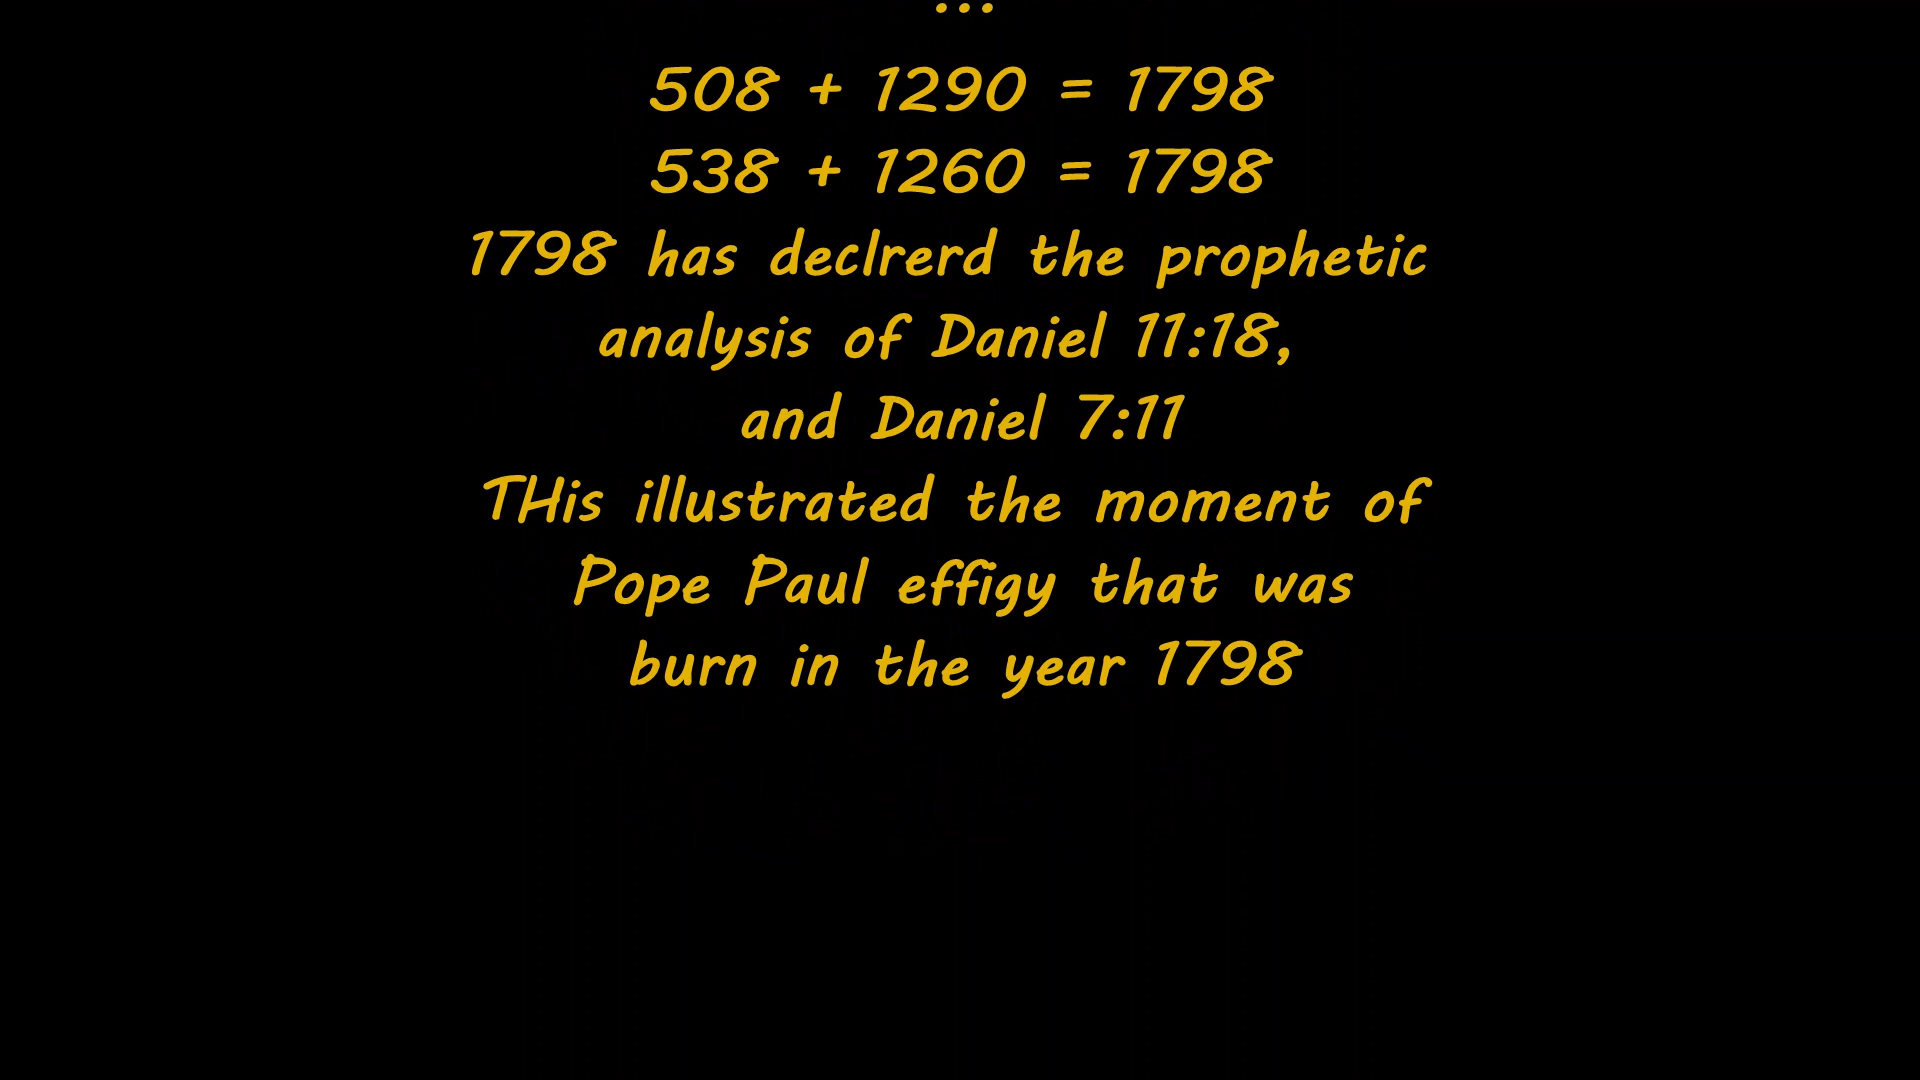 ...
508 + 1290 = 1798
538 + 1260 = 1798
1798 has declrerd the prophetic
analysis of Daniel 11:18,
and Daniel 7:11
THis illustrated the moment of
Pope Paul effigy that was
burn in the year 1798